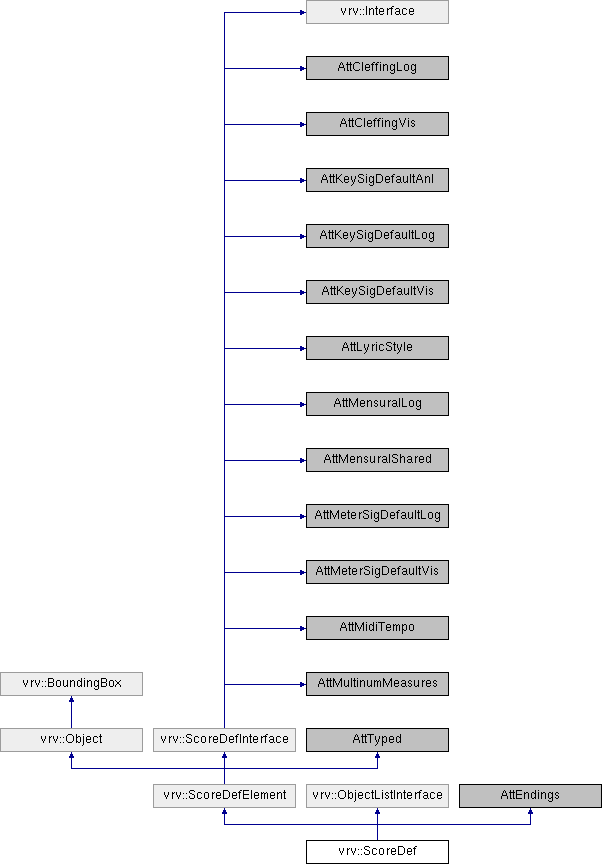 vrv::Interface
AttCleffingLog
AttCleffingVis
AttKeySigDefaultAnl
AttKeySigDefaultLog
AttKeySigDefaultVis
AttLyricStyle
AttMensuralLog
AttMensuralShared
AttMeterSigDefaultLog
AttMeterSigDefaultVis
AttMidiTempo
vrv::BoundingBox
AttMultinumMeasures
vrv::Object
vrv::ScoreDefInterface
AttTyped
vrv::ScoreDefElement
vrv::ObjectListInterface
AttEndings
vrv::ScoreDef